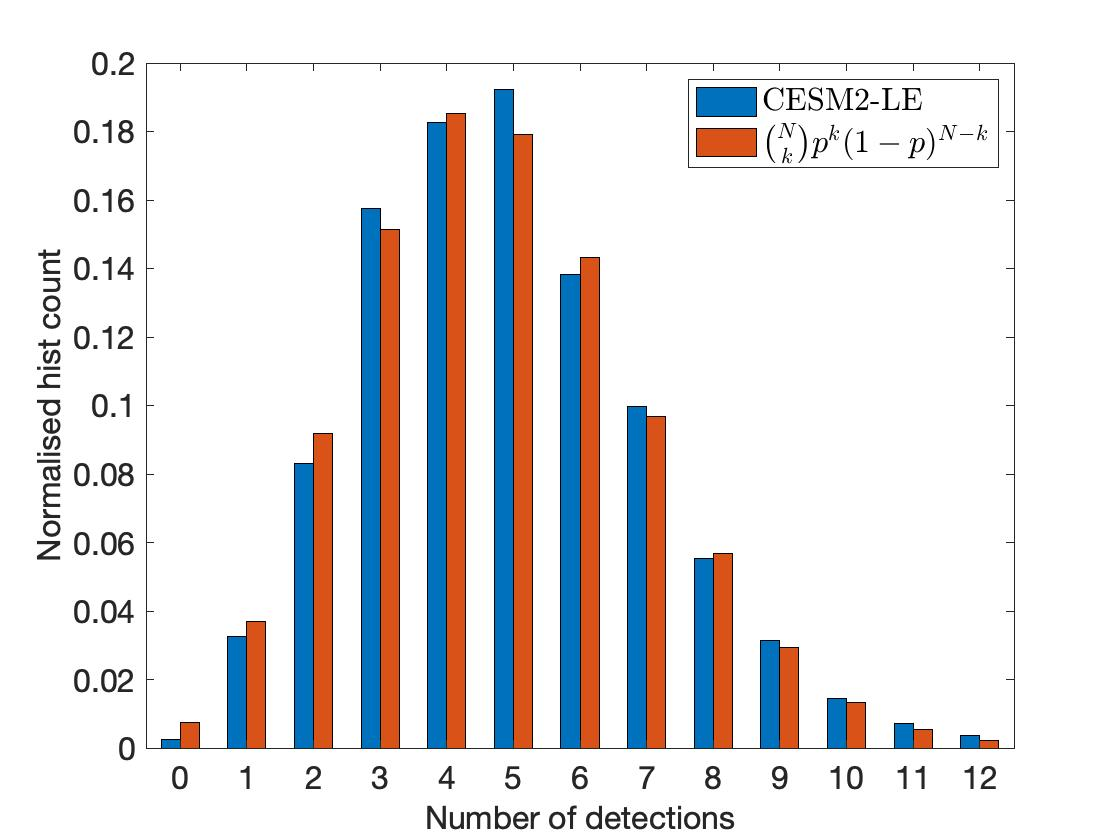 0.2
0.18
0.16
0.14
0.12
0.1
0.08
0.06
0.04
0.02
0
Normalised hist count
CESM2-LE
$\binom{N}{k}p^k(1-p)^{N-k}$
0 1 2 3 4 5 6 7 8 9 10 11 12
Number of detections